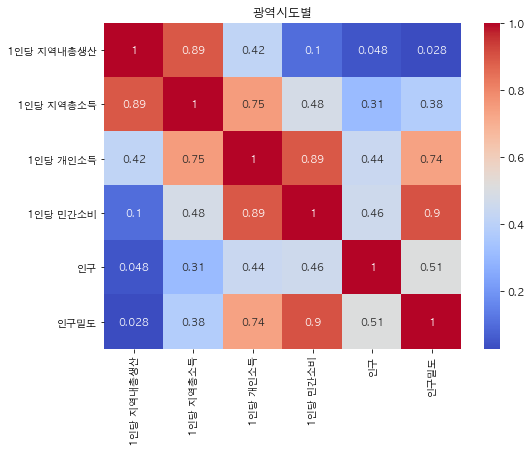 광역시도별
1인당 지역내총생산 1 0.89 0.42 0.1 0.048 0.028
1인당 지역총소득 0.89 1 0.75 0.48 0.31 0.38
1인당 개인소득 0.42 0.75 1 0.89 0.44 0.74
1인당 민간소비 0.1 0.48 0.89 1 0.46 0.9
인구 0.048 0.31 0.44 0.46 1 0.51
인구밀도 0.028 0.38 0.74 0.9 0.51 1
1인당 지역내총생산
1인당 지역총소득
1인당 개인소득
1인당 민간소비
인구
인구밀도
1.0
0.8
0.6
0.4
0.2